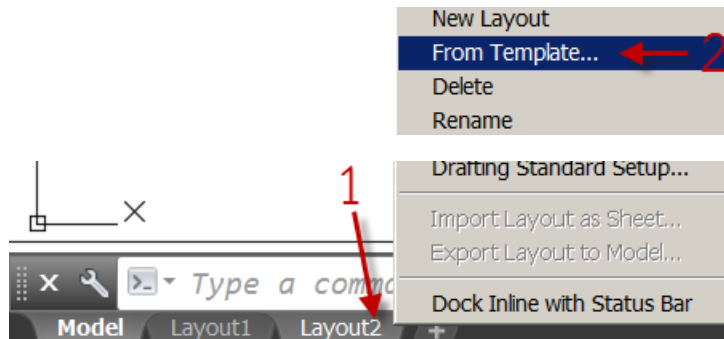 New Layout
From Template...
2
Delete
Rename
Drafting Standard Setup...
1
X
Import Layout as Sheet...
Export Layout to Model...
Type a comma
Dock Inline with Status Bar
Model Layout1 Layout2 +